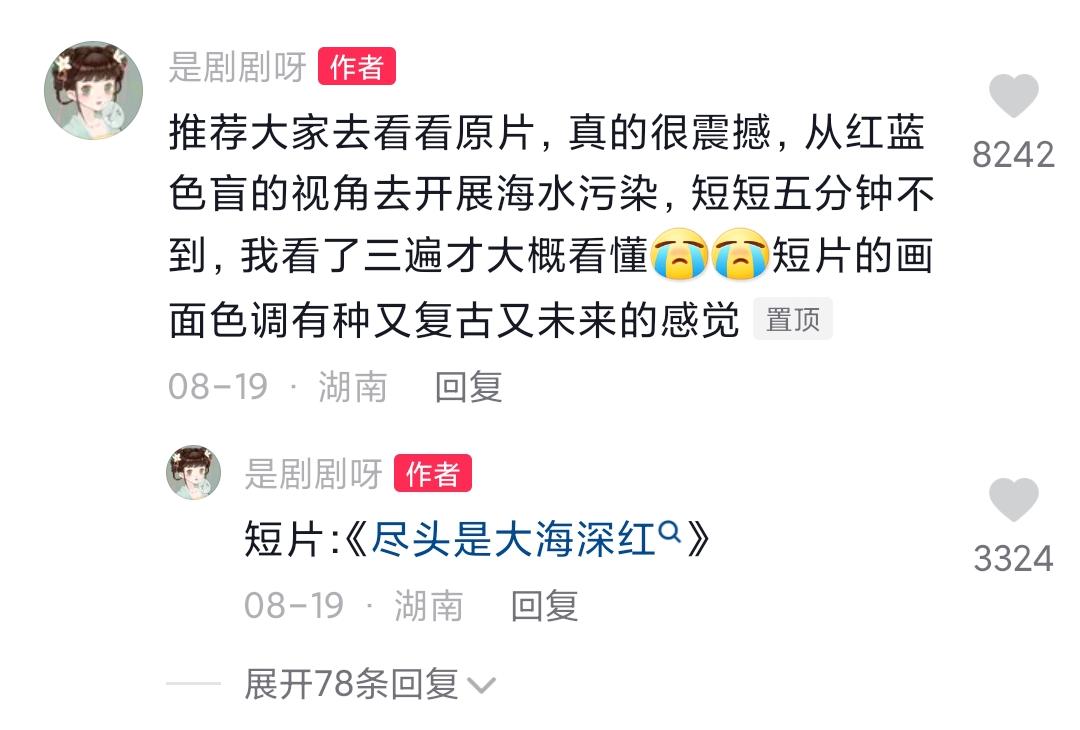 是剧剧呀 作者
推荐大家去看看原片，真的很震撼，从红蓝
色盲的视角去开展海水污染，短短五分钟不
到，我看了三遍才大概看懂😭😭短片的画
面色调有种又复古又未来的感觉 置顶
8242
08-19 · 湖南 回复
是剧剧呀 作者
短片:《尽头是大海深红》
3324
08-19 · 湖南 回复
展开78条回复